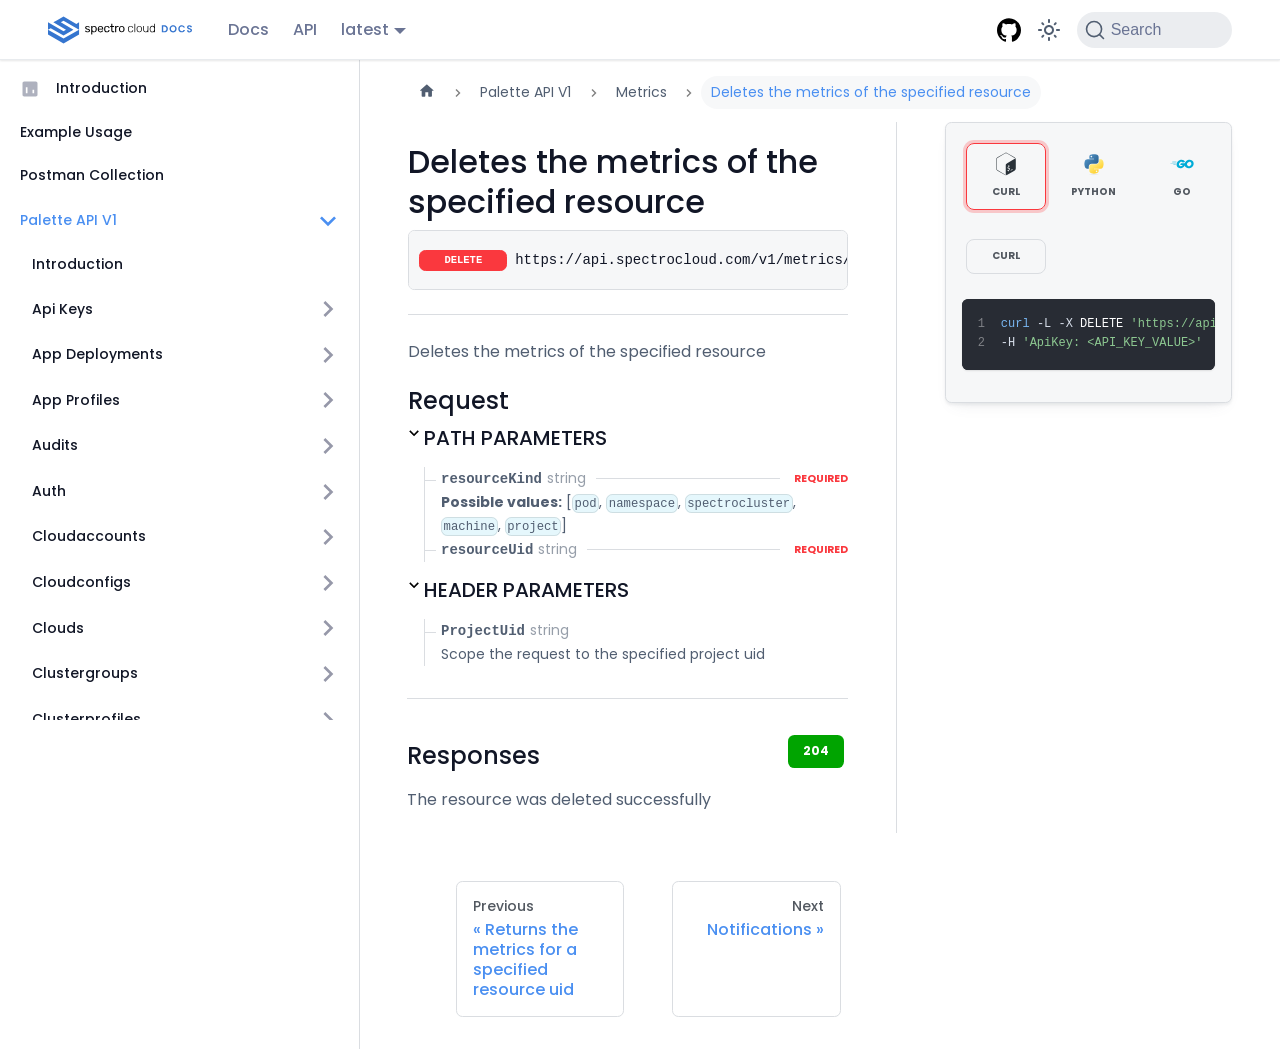 spectro cloud DOCS
Docs
API
latest
Search
Introduction
Example Usage
Postman Collection
Palette API V1
Introduction
Api Keys
App Deployments
App Profiles
Audits
Auth
Cloudaccounts
Cloudconfigs
Clouds
Clustergroups
Clusterprofiles
Palette API V1
Metrics
Deletes the metrics of the specified resource
Deletes the metrics of the
specified resource
DELETE https://api.spectrocloud.com/v1/metrics/
Deletes the metrics of the specified resource
Request
PATH PARAMETERS
resourceKind string REQUIRED
Possible values: [pod, namespace, spectrocluster,
machine, project]
resourceUid string REQUIRED
HEADER PARAMETERS
ProjectUid string
Scope the request to the specified project uid
Responses
204
The resource was deleted successfully
Previous
« Returns the
metrics for a
specified
resource uid
Next
Notifications »
CURL
PYTHON
GO
CURL
1 curl -L -X DELETE 'https://api
2 -H 'ApiKey: <API_KEY_VALUE>'